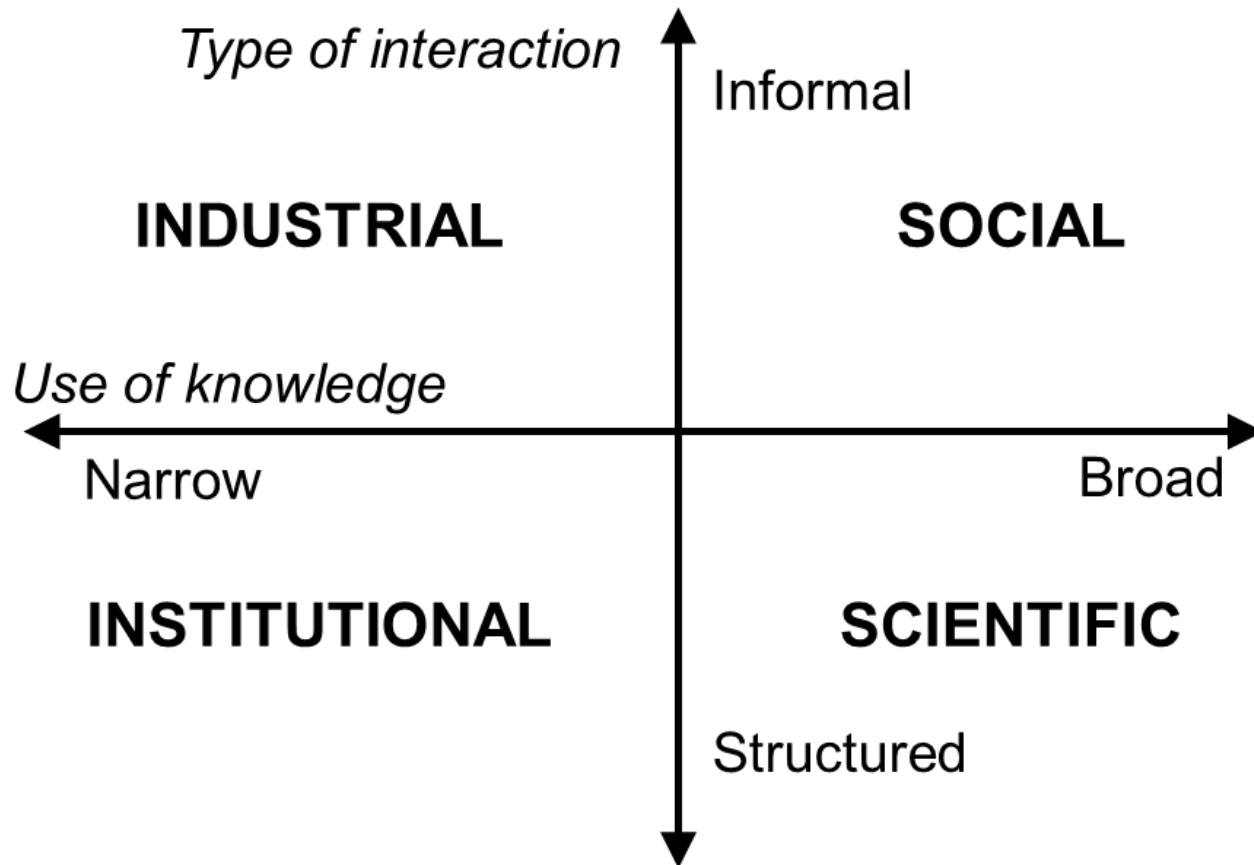 Type of interaction
Informal
INDUSTRIAL
SOCIAL
Use of knowledge
Narrow
Broad
INSTITUTIONAL
SCIENTIFIC
Structured